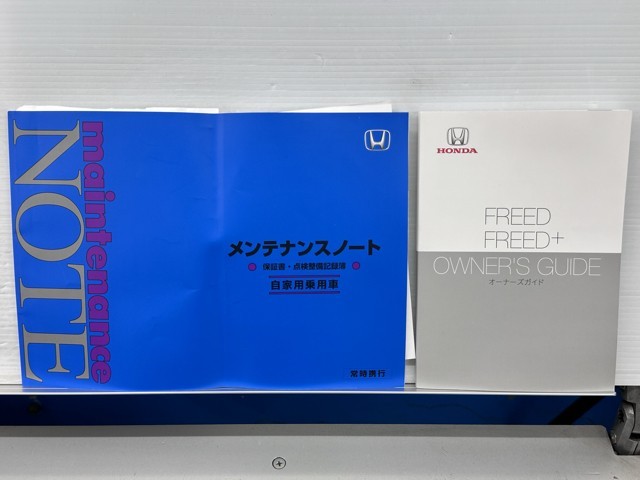 maintenance
NOTE
メンテナンスノート
保証書・点検整備記録簿
自家用乗用車
常時携行
HONDA
FREED
FREED+
OWNER'S GUIDE
オーナーズガイド